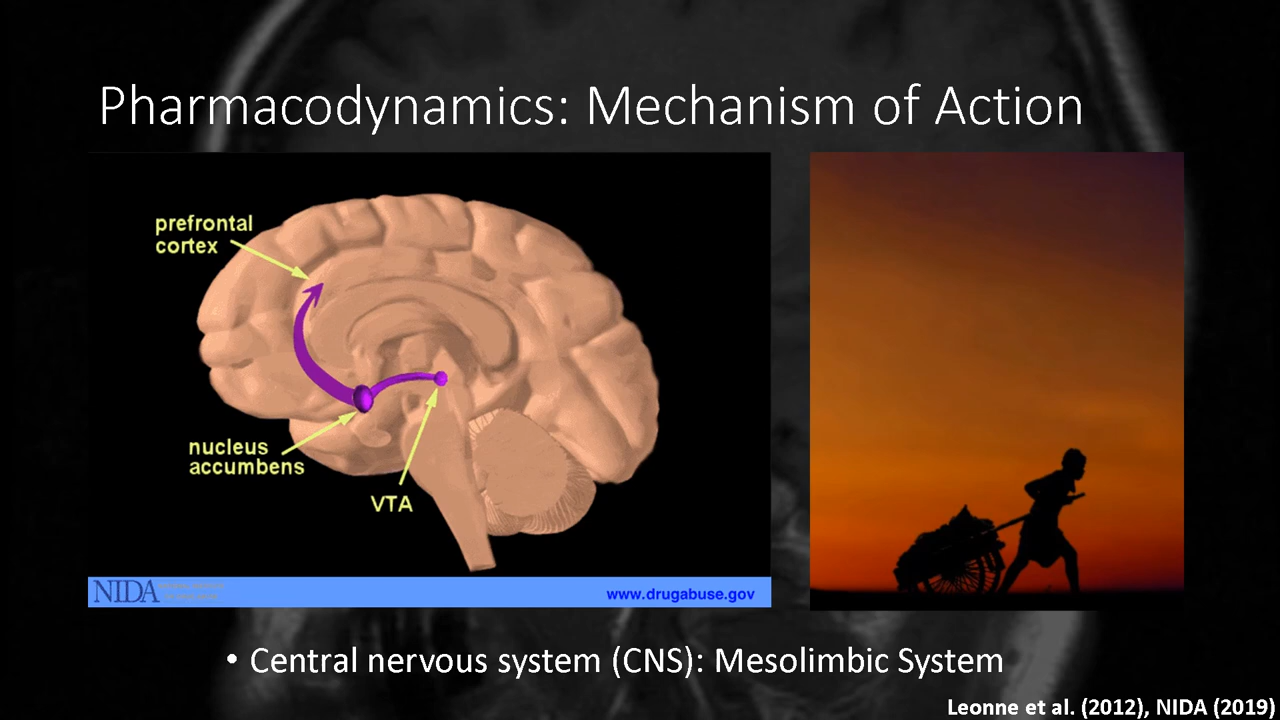 Pharmacodynamics: Mechanism of Action
prefrontal
cortex
nucleus
accumbens
VTA
NIDA
www.drugabuse.gov
• Central nervous system (CNS): Mesolimbic System
Leonne et al. (2012), NIDA (2019)